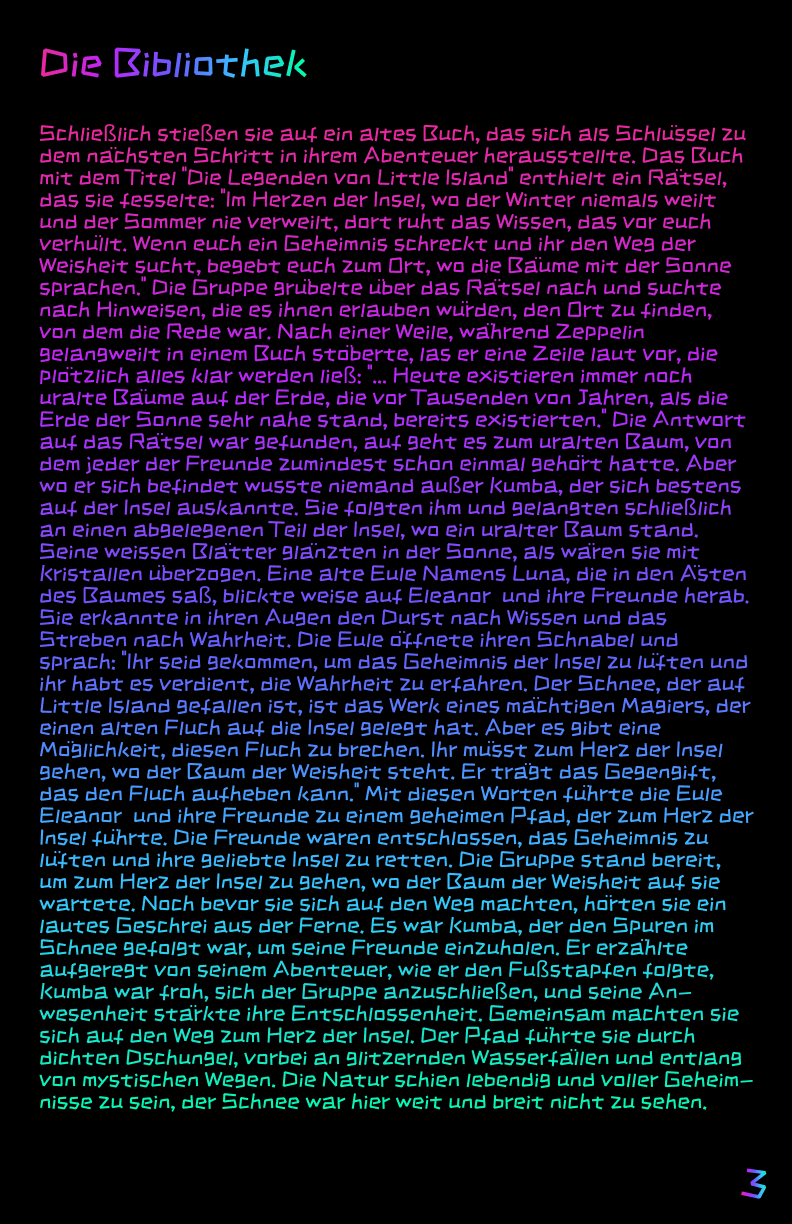 Die Bibliothek
Schließlich stießen sie auf ein altes Buch, das sich als Schlüssel zu
dem nächsten Schritt in ihrem Abenteuer herausstellte. Das Buch
mit dem Titel "Die Legenden von Little Island" enthielt ein Rätsel,
das sie fesselte: "Im Herzen der Insel, wo der Winter niemals weilt
und der Sommer nie verweilt, dort ruht das Wissen, das vor euch
verhüllt. Wenn euch ein Geheimnis schreckt und ihr den Weg der
Weisheit sucht, begebt euch zum Ort, wo die Bäume mit der Sonne
sprachen." Die Gruppe grübelte über das Rätsel nach und suchte
nach Hinweisen, die es ihnen erlauben würden, den Ort zu finden,
von dem die Rede war. Nach einer Weile, während Zeppelin
gelangweilt in einem Buch stöberte, las er eine Zeile laut vor, die
plötzlich alles klar werden ließ: "... Heute existieren immer noch
uralte Bäume auf der Erde, die vor Tausenden von Jahren, als die
Erde der Sonne sehr nahe stand, bereits existierten." Die Antwort
auf das Rätsel war gefunden, auf geht es zum uralten Baum, von
dem jeder der Freunde zumindest schon einmal gehört hatte. Aber
wo er sich befindet wusste niemand außer Kumba, der sich bestens
auf der Insel auskannte. Sie folgten ihm und gelangten schließlich
an einen abgelegenen Teil der Insel, wo ein uralter Baum stand.
Seine weissen Blätter glänzten in der Sonne, als wären sie mit
Kristallen überzogen. Eine alte Eule Namens Luna, die in den Ästen
des Baumes saß, blickte weise auf Eleanor  und ihre Freunde herab.
Sie erkannte in ihren Augen den Durst nach Wissen und das
Streben nach Wahrheit. Die Eule öffnete ihren Schnabel und
sprach: "Ihr seid gekommen, um das Geheimnis der Insel zu lüften und
ihr habt es verdient, die Wahrheit zu erfahren. Der Schnee, der auf
Little Island gefallen ist, ist das Werk eines mächtigen Magiers, der
einen alten Fluch auf die Insel gelegt hat. Aber es gibt eine
Möglichkeit, diesen Fluch zu brechen. Ihr müsst zum Herz der Insel
gehen, wo der Baum der Weisheit steht. Er trägt das Gegengift,
das den Fluch aufheben kann." Mit diesen Worten führte die Eule
Eleanor  und ihre Freunde zu einem geheimen Pfad, der zum Herz der
Insel führte. Die Freunde waren entschlossen, das Geheimnis zu
lüften und ihre geliebte Insel zu retten. Die Gruppe stand bereit,
um zum Herz der Insel zu gehen, wo der Baum der Weisheit auf sie
wartete. Noch bevor sie sich auf den Weg machten, hörten sie ein
lautes Geschrei aus der Ferne. Es war Kumba, der den Spuren im
Schnee gefolgt war, um seine Freunde einzuholen. Er erzählte
aufgeregt von seinem Abenteuer, wie er den Fußstapfen folgte,
Kumba war froh, sich der Gruppe anzuschließen, und seine An-
wesenheit stärkte ihre Entschlossenheit. Gemeinsam machten sie
sich auf den Weg zum Herz der Insel. Der Pfad führte sie durch
dichten Dschungel, vorbei an glitzernden Wasserfällen und entlang
von mystischen Wegen. Die Natur schien lebendig und voller Geheim-
nisse zu sein, der Schnee war hier weit und breit nicht zu sehen.
3